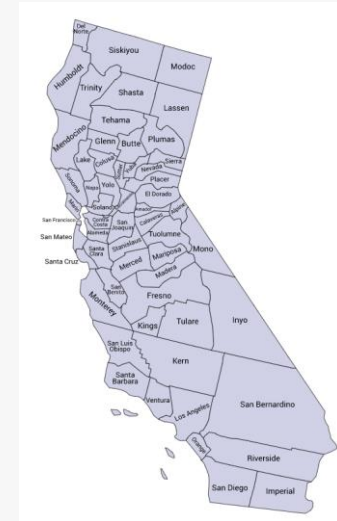 Del
Norte
Siskiyou
Modoc
Humboldt
Trinity
Shasta
Lassen
Tehama
Mendocino
Glenn
Butte
Plumas
Lake
Colusa
Sierra
Nevada
Placer
Sonoma
Napa
Yolo
El Dorado
Solano
Marin
Amador
Alpine
San Francisco
Contra
Costa
San
Joaquin
Calaveras
Tuolumne
Alameda
San Mateo
Stanislaus
Mono
Santa
Clara
Santa Cruz
Merced
Mariposa
Madera
San
Benito
Monterey
Fresno
Kings
Tulare
Inyo
San Luis
Obispo
Kern
Santa
Barbara
Ventura
Los Angeles
San Bernardino
Orange
Riverside
San Diego
Imperial